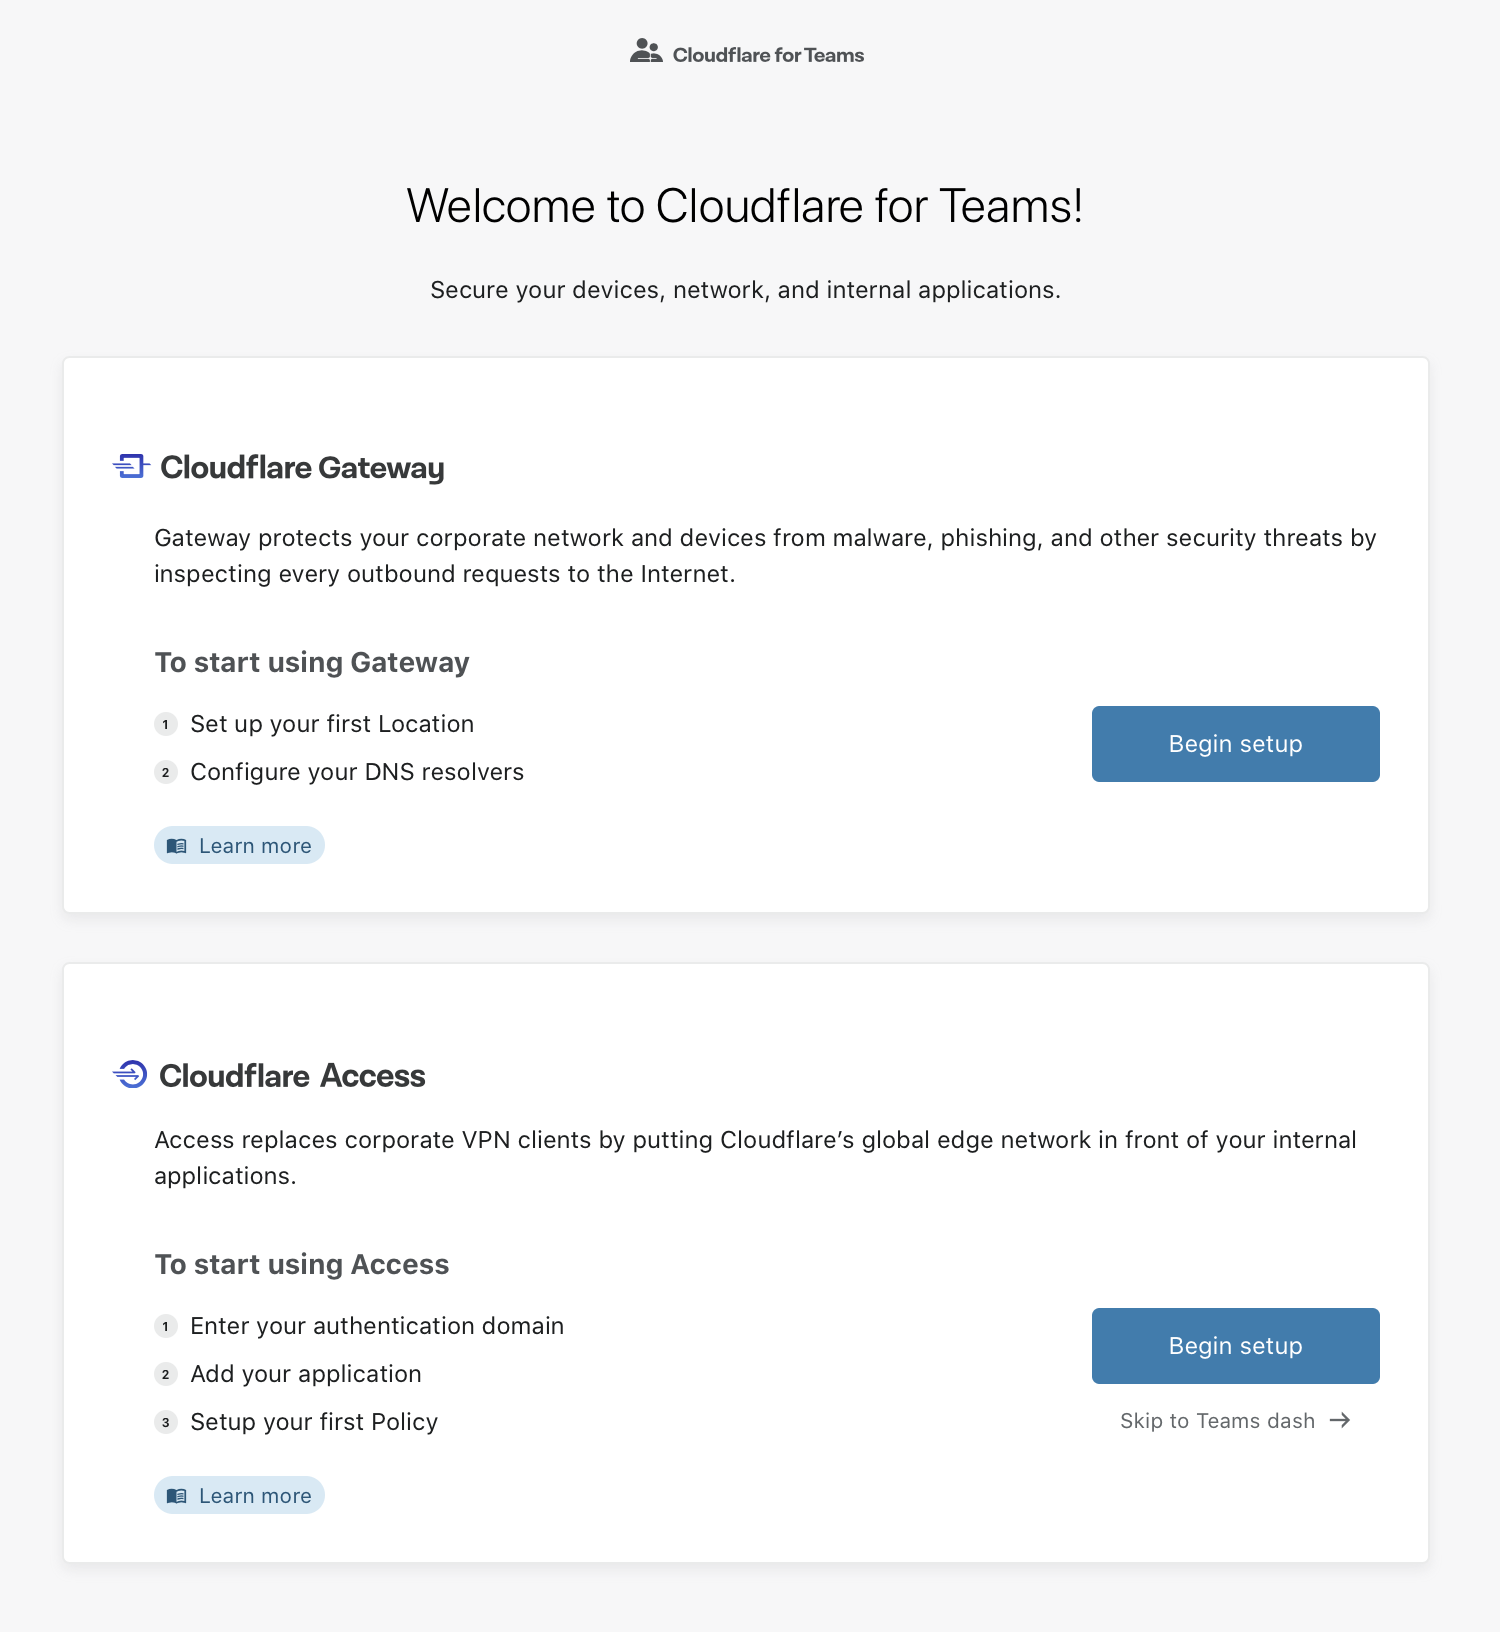 Cloudflare for Teams
Welcome to Cloudflare for Teams!
Secure your devices, network, and internal applications.
Cloudflare Gateway
Gateway protects your corporate network and devices from malware, phishing, and other security threats by
inspecting every outbound requests to the Internet.
To start using Gateway
1 Set up your first Location
2 Configure your DNS resolvers
Begin setup
Learn more
Cloudflare Access
Access replaces corporate VPN clients by putting Cloudflare’s global edge network in front of your internal
applications.
To start using Access
1 Enter your authentication domain
2 Add your application
3 Setup your first Policy
Begin setup
Skip to Teams dash →
Learn more